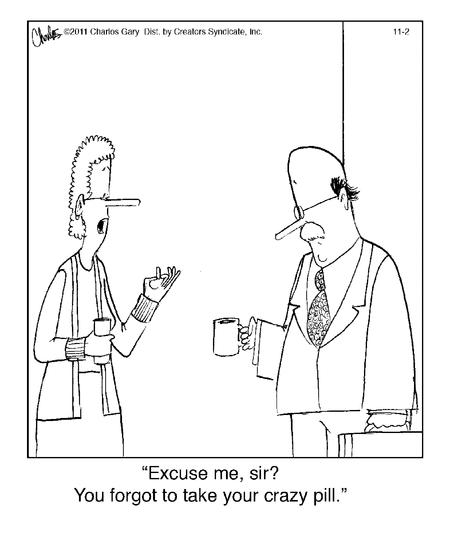 Charles ©2011 Charlos Gary Dist. by Creators Syndicate, Inc. 11-2
“Excuse me, sir?
You forgot to take your crazy pill.”